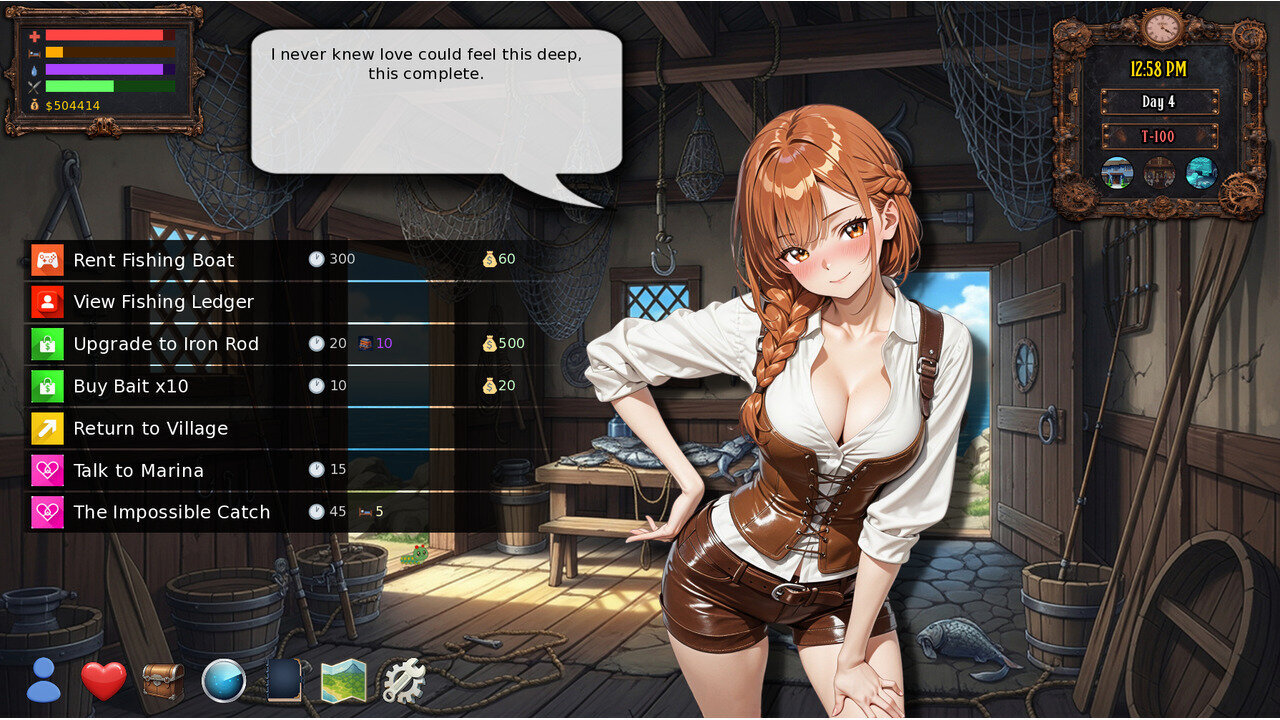 $504414
I never knew love could feel this deep,
this complete.
12:58 PM
Day 4
T-100
Rent Fishing Boat 300 60
View Fishing Ledger
Upgrade to Iron Rod 20 10 500
Buy Bait x10 10 20
Return to Village
Talk to Marina 15
The Impossible Catch 45 5